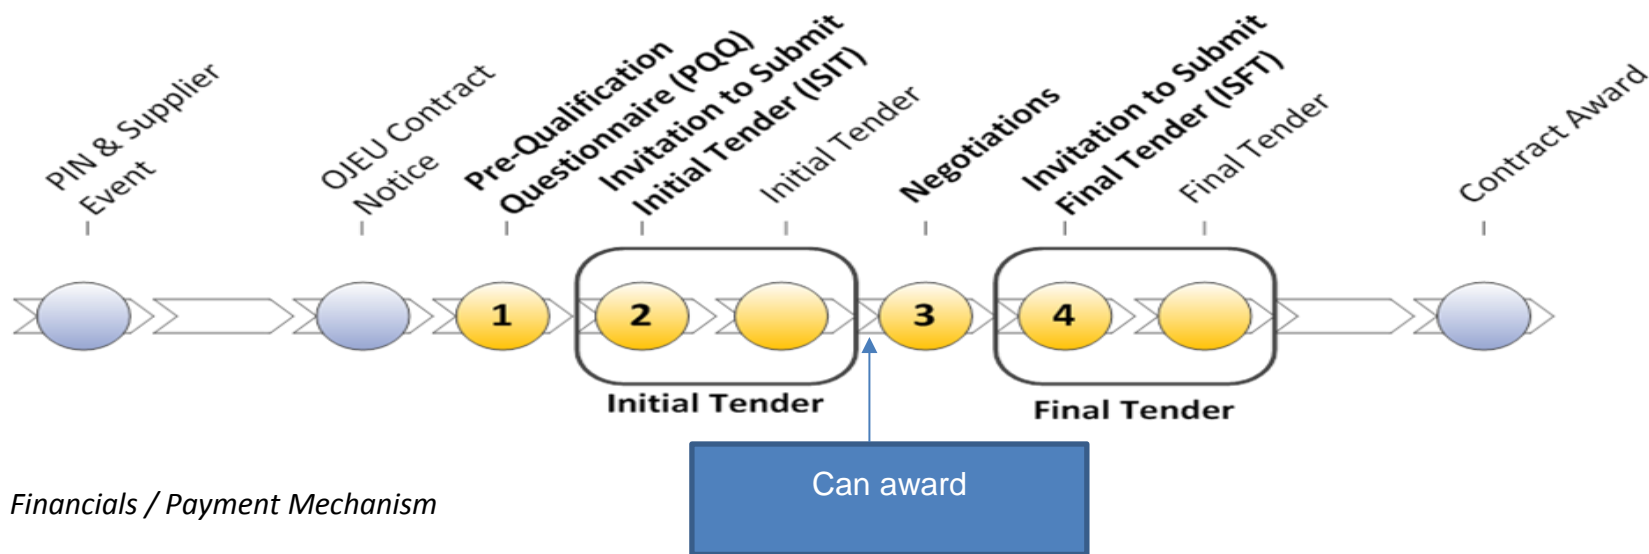 PIN & Supplier
Event
OJEU Contract
Notice
Pre-Qualification
Questionnaire (PQQ)
Invitation to Submit
Initial Tender (ISIT)
Initial Tender
Negotiations
Invitation to Submit
Final Tender (ISFT)
Final Tender
Contract Award
1
2
3
4
Initial Tender
Final Tender
Can award
Financials / Payment Mechanism